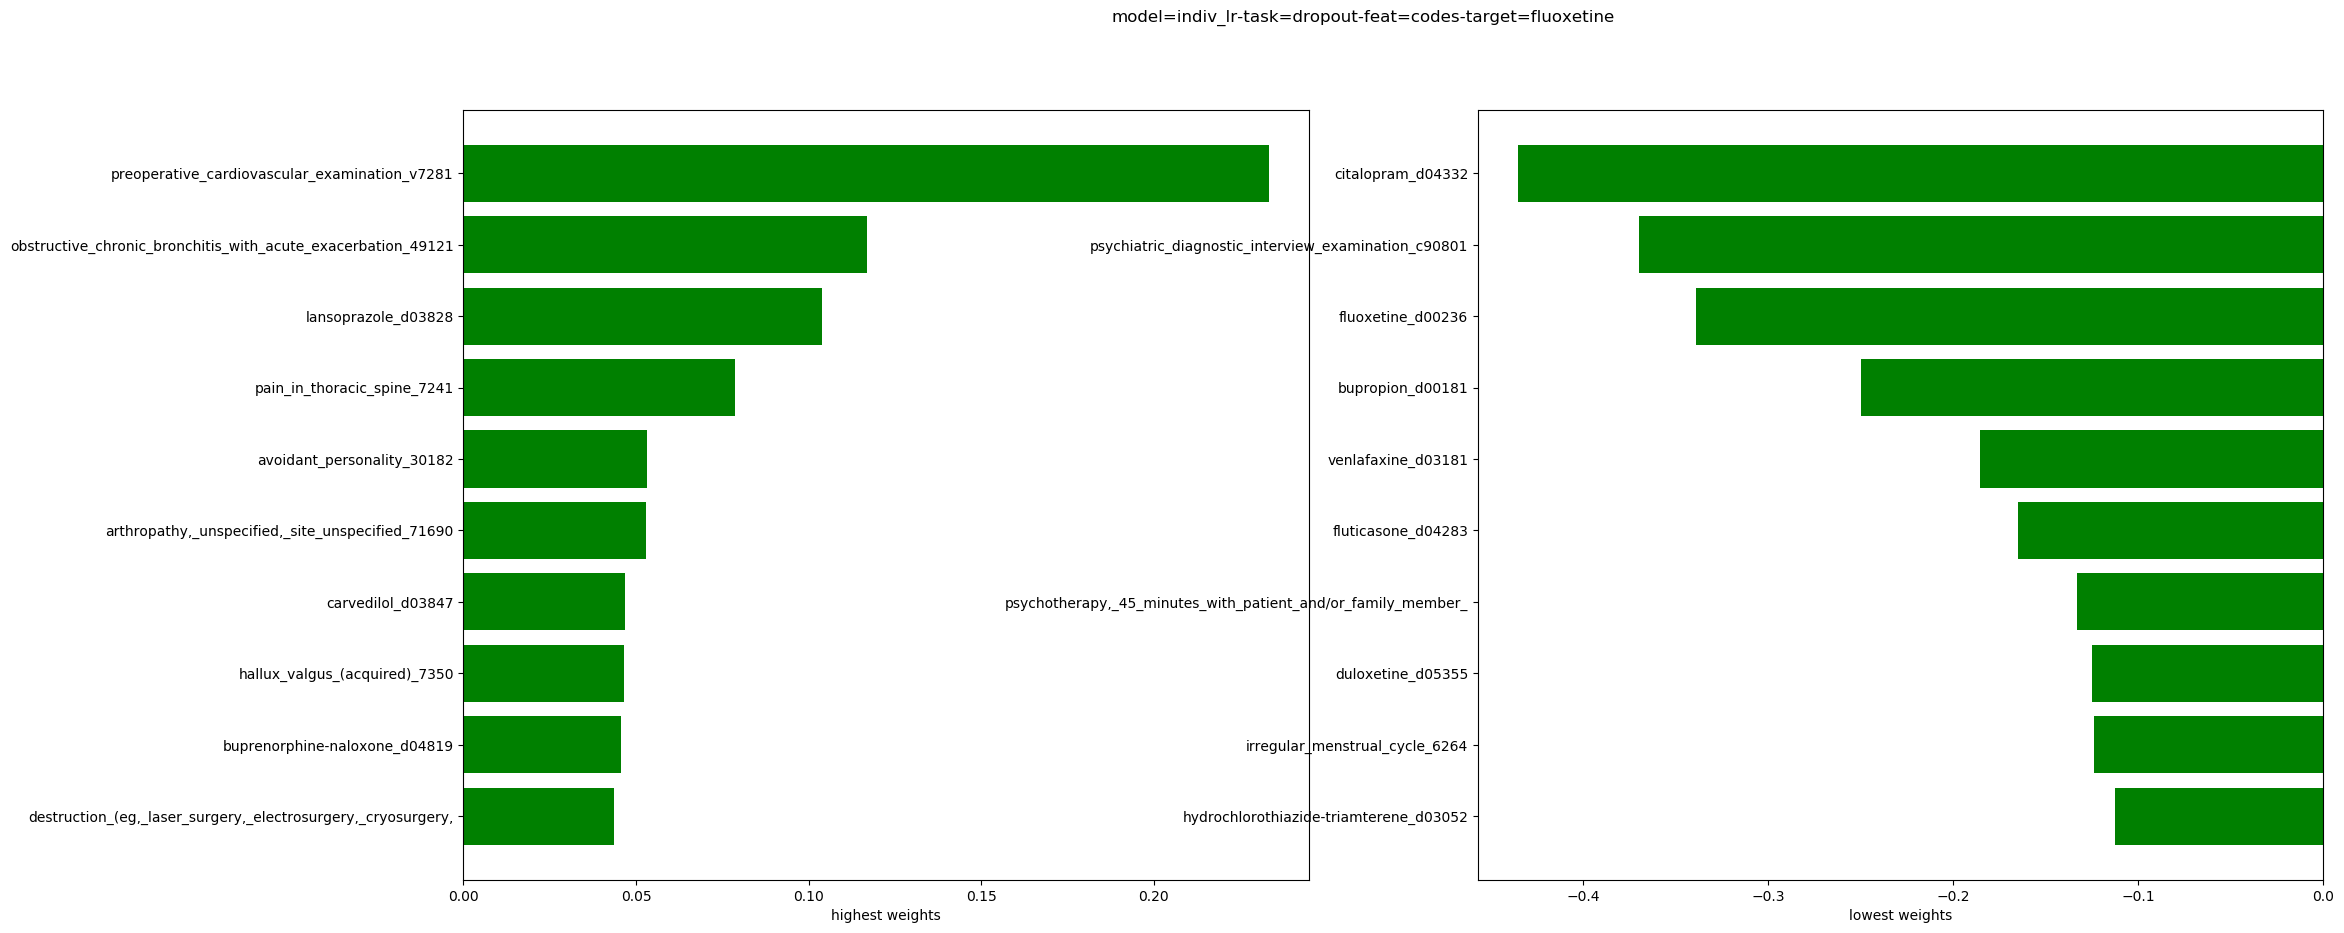 model=indiv_lr-task=dropout-feat=codes-target=fluoxetine
preoperative_cardiovascular_examination_v7281
obstructive_chronic_bronchitis_with_acute_exacerbation_49121
lansoprazole_d03828
pain_in_thoracic_spine_7241
avoidant_personality_30182
arthropathy,_unspecified,_site_unspecified_71690
carvedilol_d03847
hallux_valgus_(acquired)_7350
buprenorphine-naloxone_d04819
destruction_(eg,_laser_surgery,_electrosurgery,_cryosurgery,
0.00 0.05 0.10 0.15 0.20
highest weights
citalopram_d04332
psychiatric_diagnostic_interview_examination_c90801
fluoxetine_d00236
bupropion_d00181
venlafaxine_d03181
fluticasone_d04283
psychotherapy,_45_minutes_with_patient_and/or_family_member_
duloxetine_d05355
irregular_menstrual_cycle_6264
hydrochlorothiazide-triamterene_d03052
−0.4 −0.3 −0.2 −0.1 0.0
lowest weights